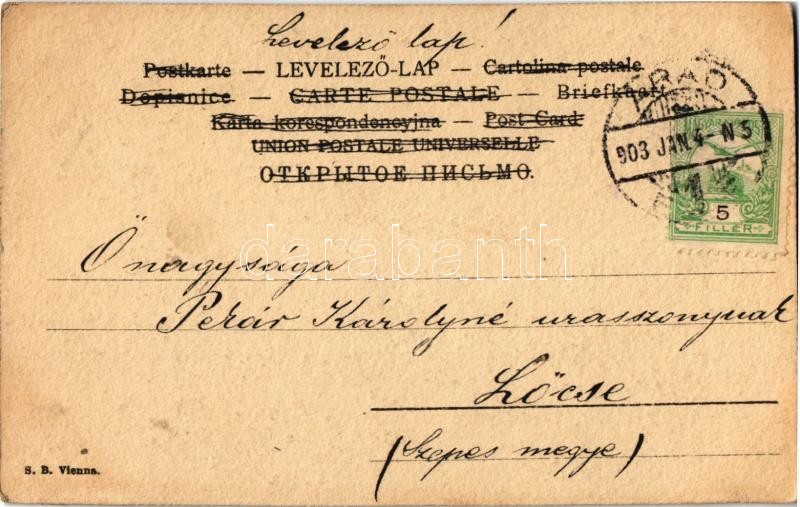 Levelező lap!
Postkarte — LEVELEZŐ-LAP — Cartolina postale
Dopisnice — CARTE POSTALE — Briefkaart
Karta korespondencyjna — Post Card
UNION POSTALE UNIVERSELLE
ОТКРЫТОЕ ПИСЬМО.
903 JAN. 4 - N 5
5
FILLÉR
Őnagysága
Pekár Károlyné urasszonynak
Lőcse
(Szepes megye)
S. B. Vienna.
darabanth